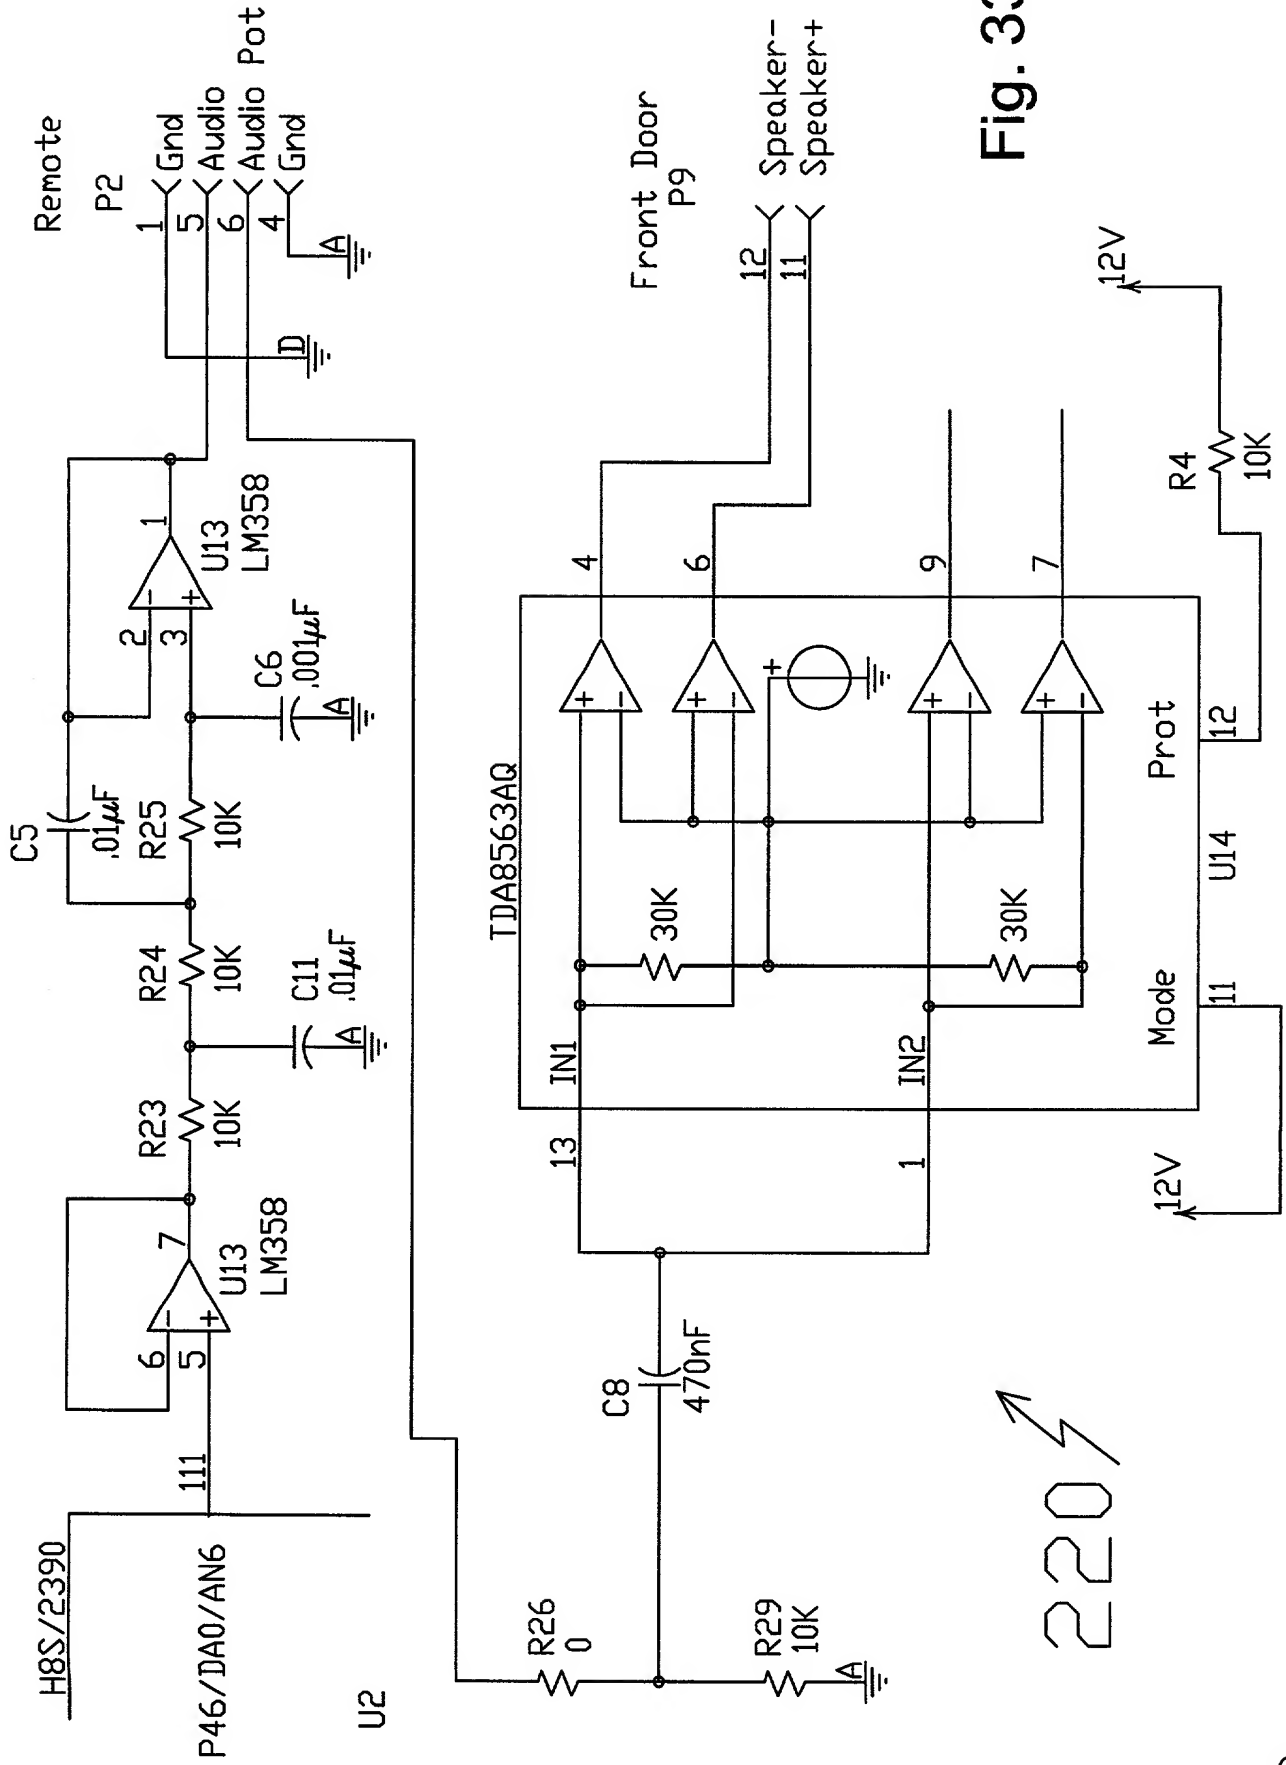 H8S/2390
P46/DA0/AN6
U2
111
6
5
-
+
7
U13
LM358
R23
10K
C11
.01µF
A
R24
10K
C5
.01µF
R25
10K
C6
.001µF
A
2
3
-
+
1
U13
LM358
Remote
P2
1
Gnd
5
Audio
6
Audio Pot
4
Gnd
D
A
R26
0
R29
10K
A
C8
470nF
TDA8563AQ
13
IN1
1
IN2
30K
30K
+
-
+
-
+
+
-
+
-
4
6
9
7
Mode
11
12V
U14
Prot
12
R4
10K
12V
Front Door
P9
12
Speaker-
11
Speaker+
220
Fig.